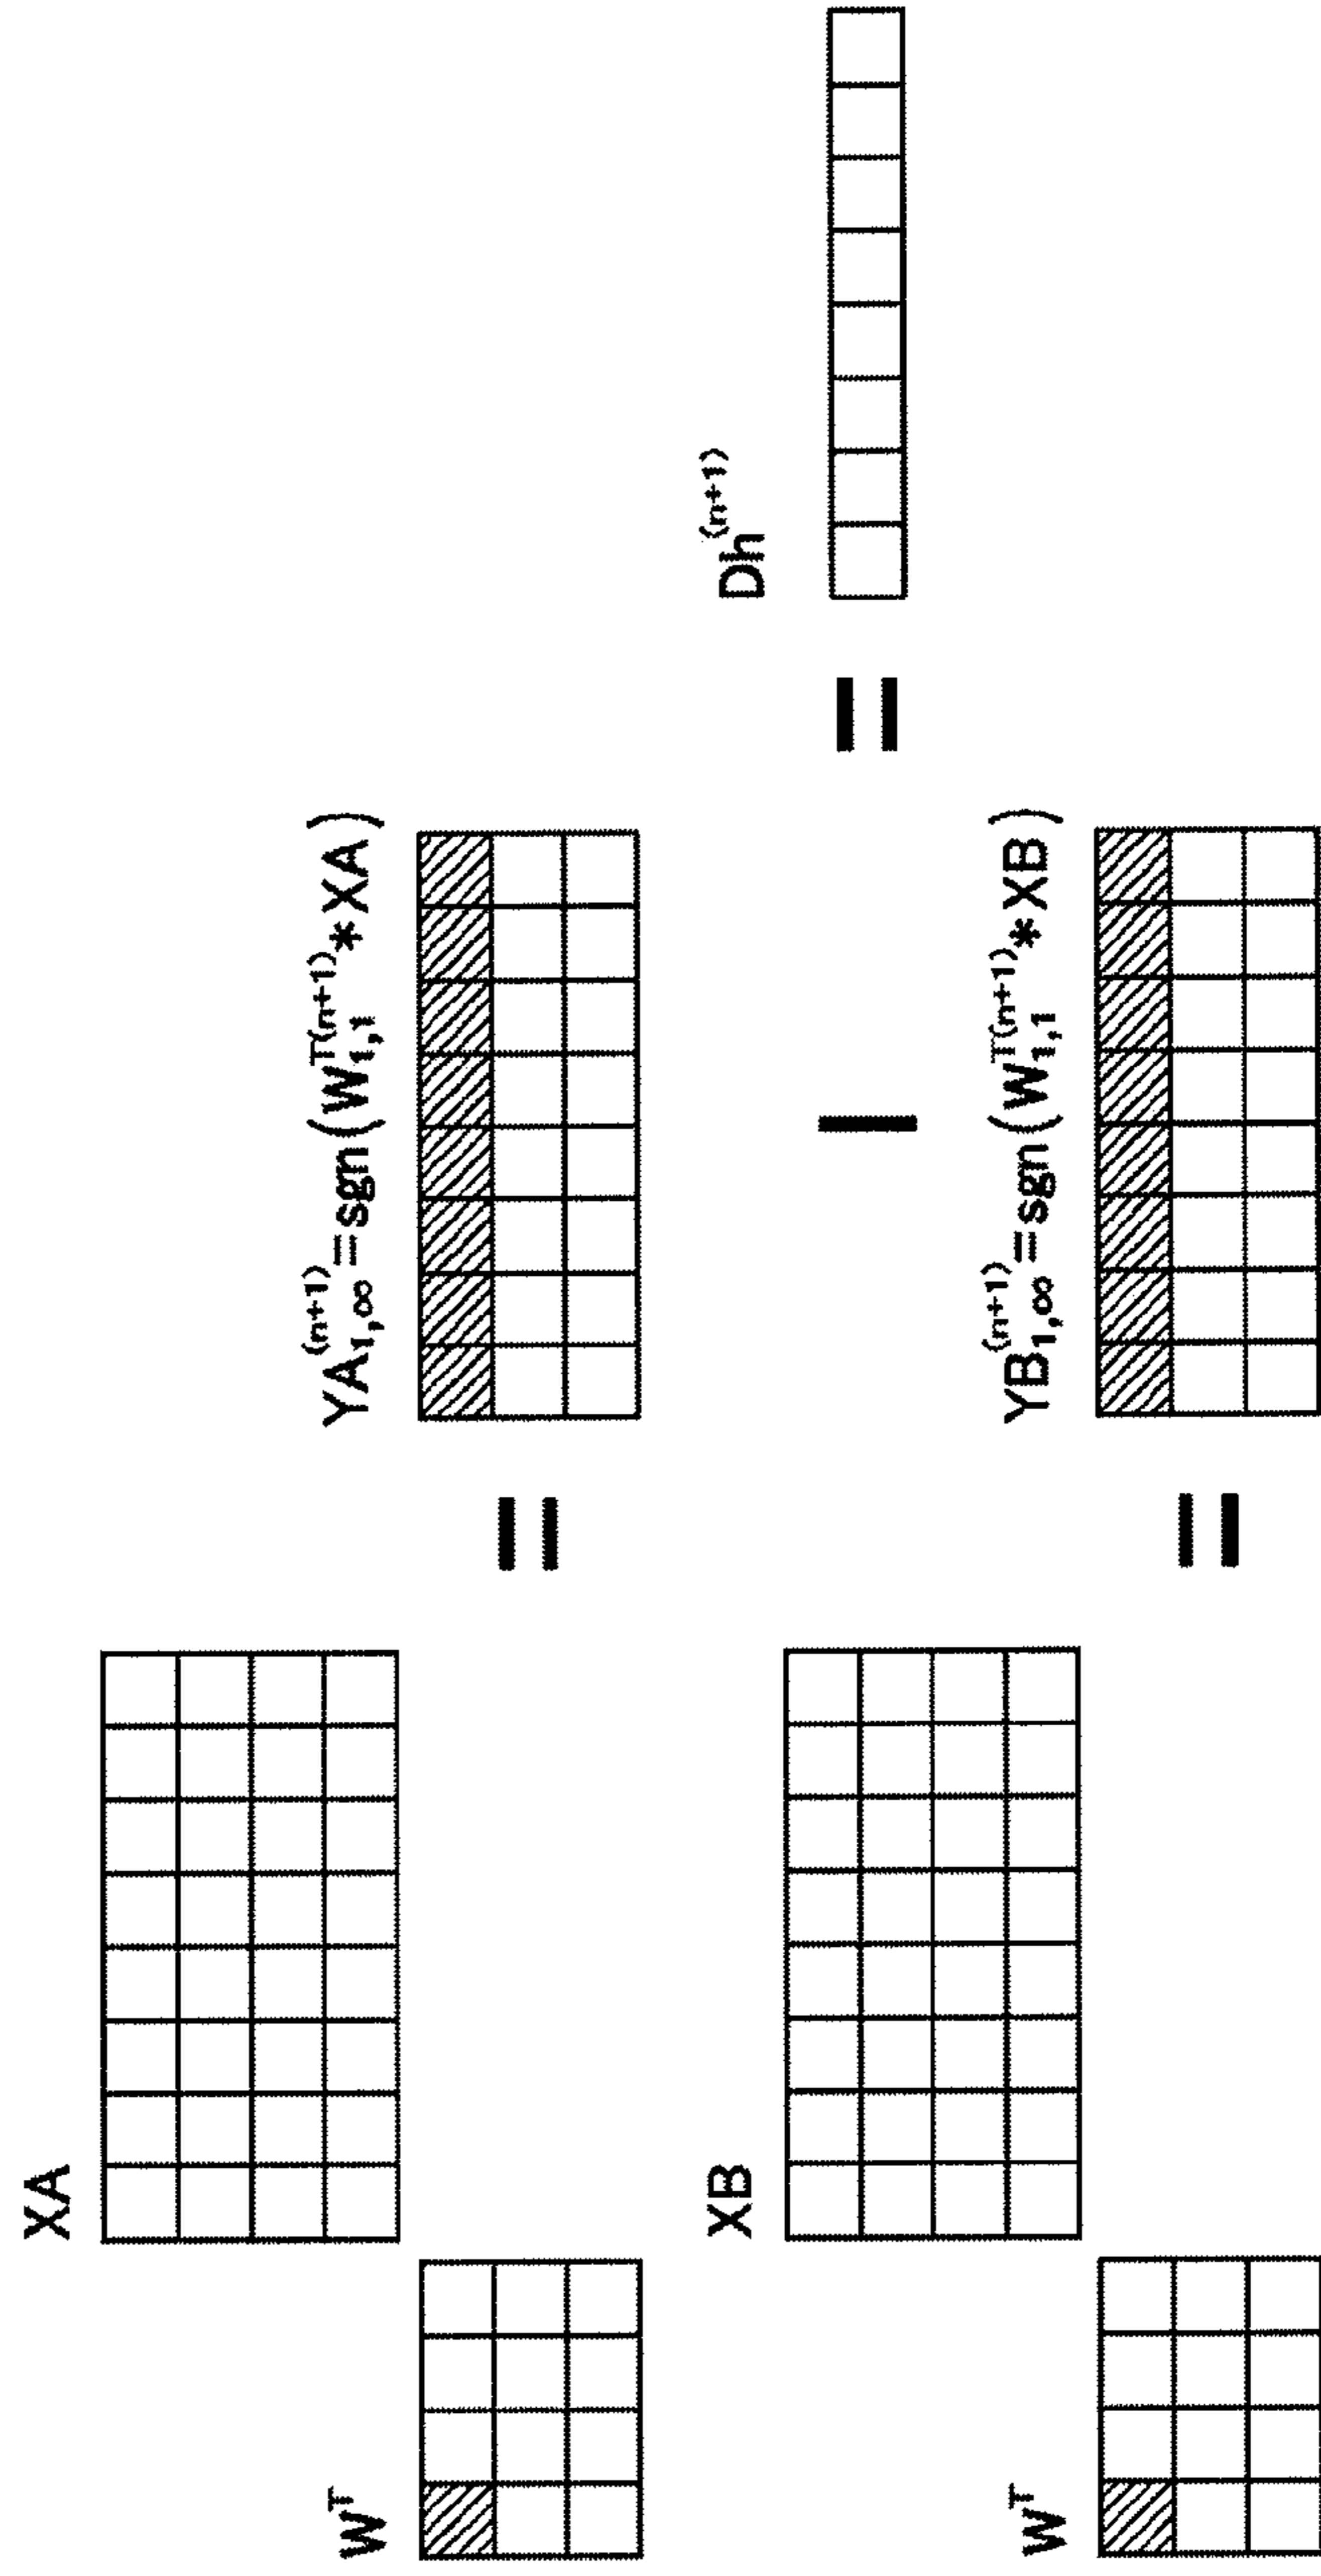 XA
W^T
=
YA_{1,∞}^{(n+1)}=sgn(W_{1,1}^{T(n+1)}*XA)
−
XB
W^T
=
YB_{1,∞}^{(n+1)}=sgn(W_{1,1}^{T(n+1)}*XB)
=
Dh^{(n+1)}